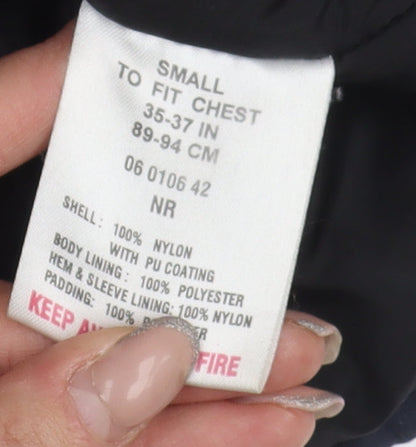 SMALL
TO FIT CHEST
35-37 IN
89-94 CM
06 0106 42
NR
SHELL: 100% NYLON
WITH PU COATING
BODY LINING: 100% POLYESTER
HEM & SLEEVE LINING: 100% NYLON
PADDING: 100%
KEEP FIRE